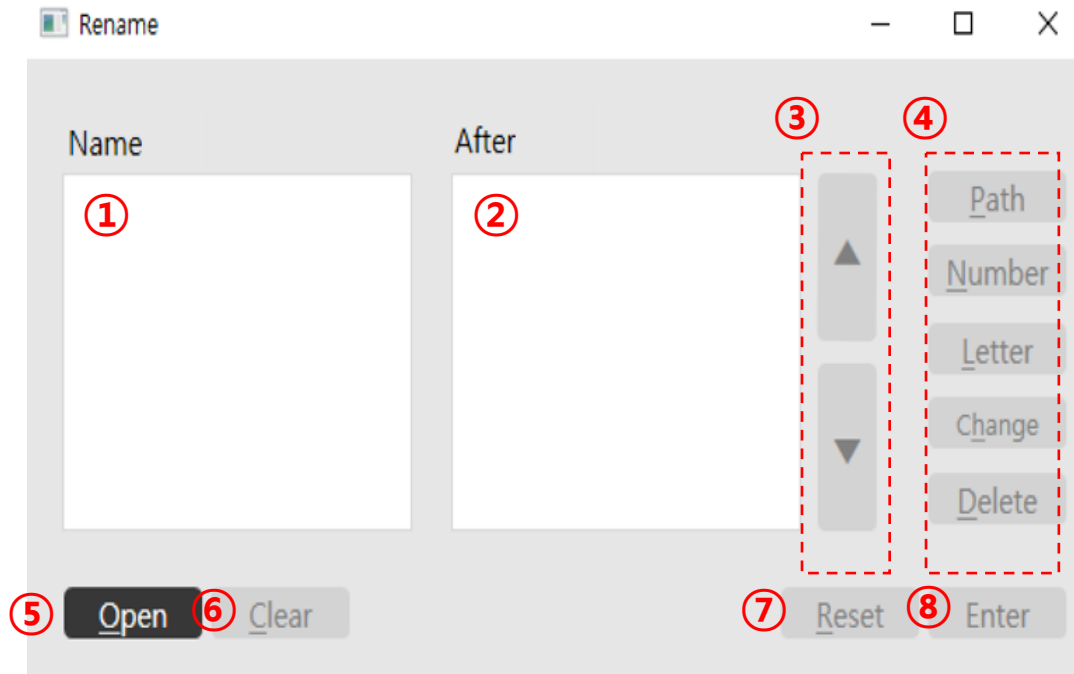 Rename
Name
After
③
④
①
②
▲
▼
Path
Number
Letter
Change
Delete
⑤
Open
⑥
Clear
⑦
Reset
⑧
Enter